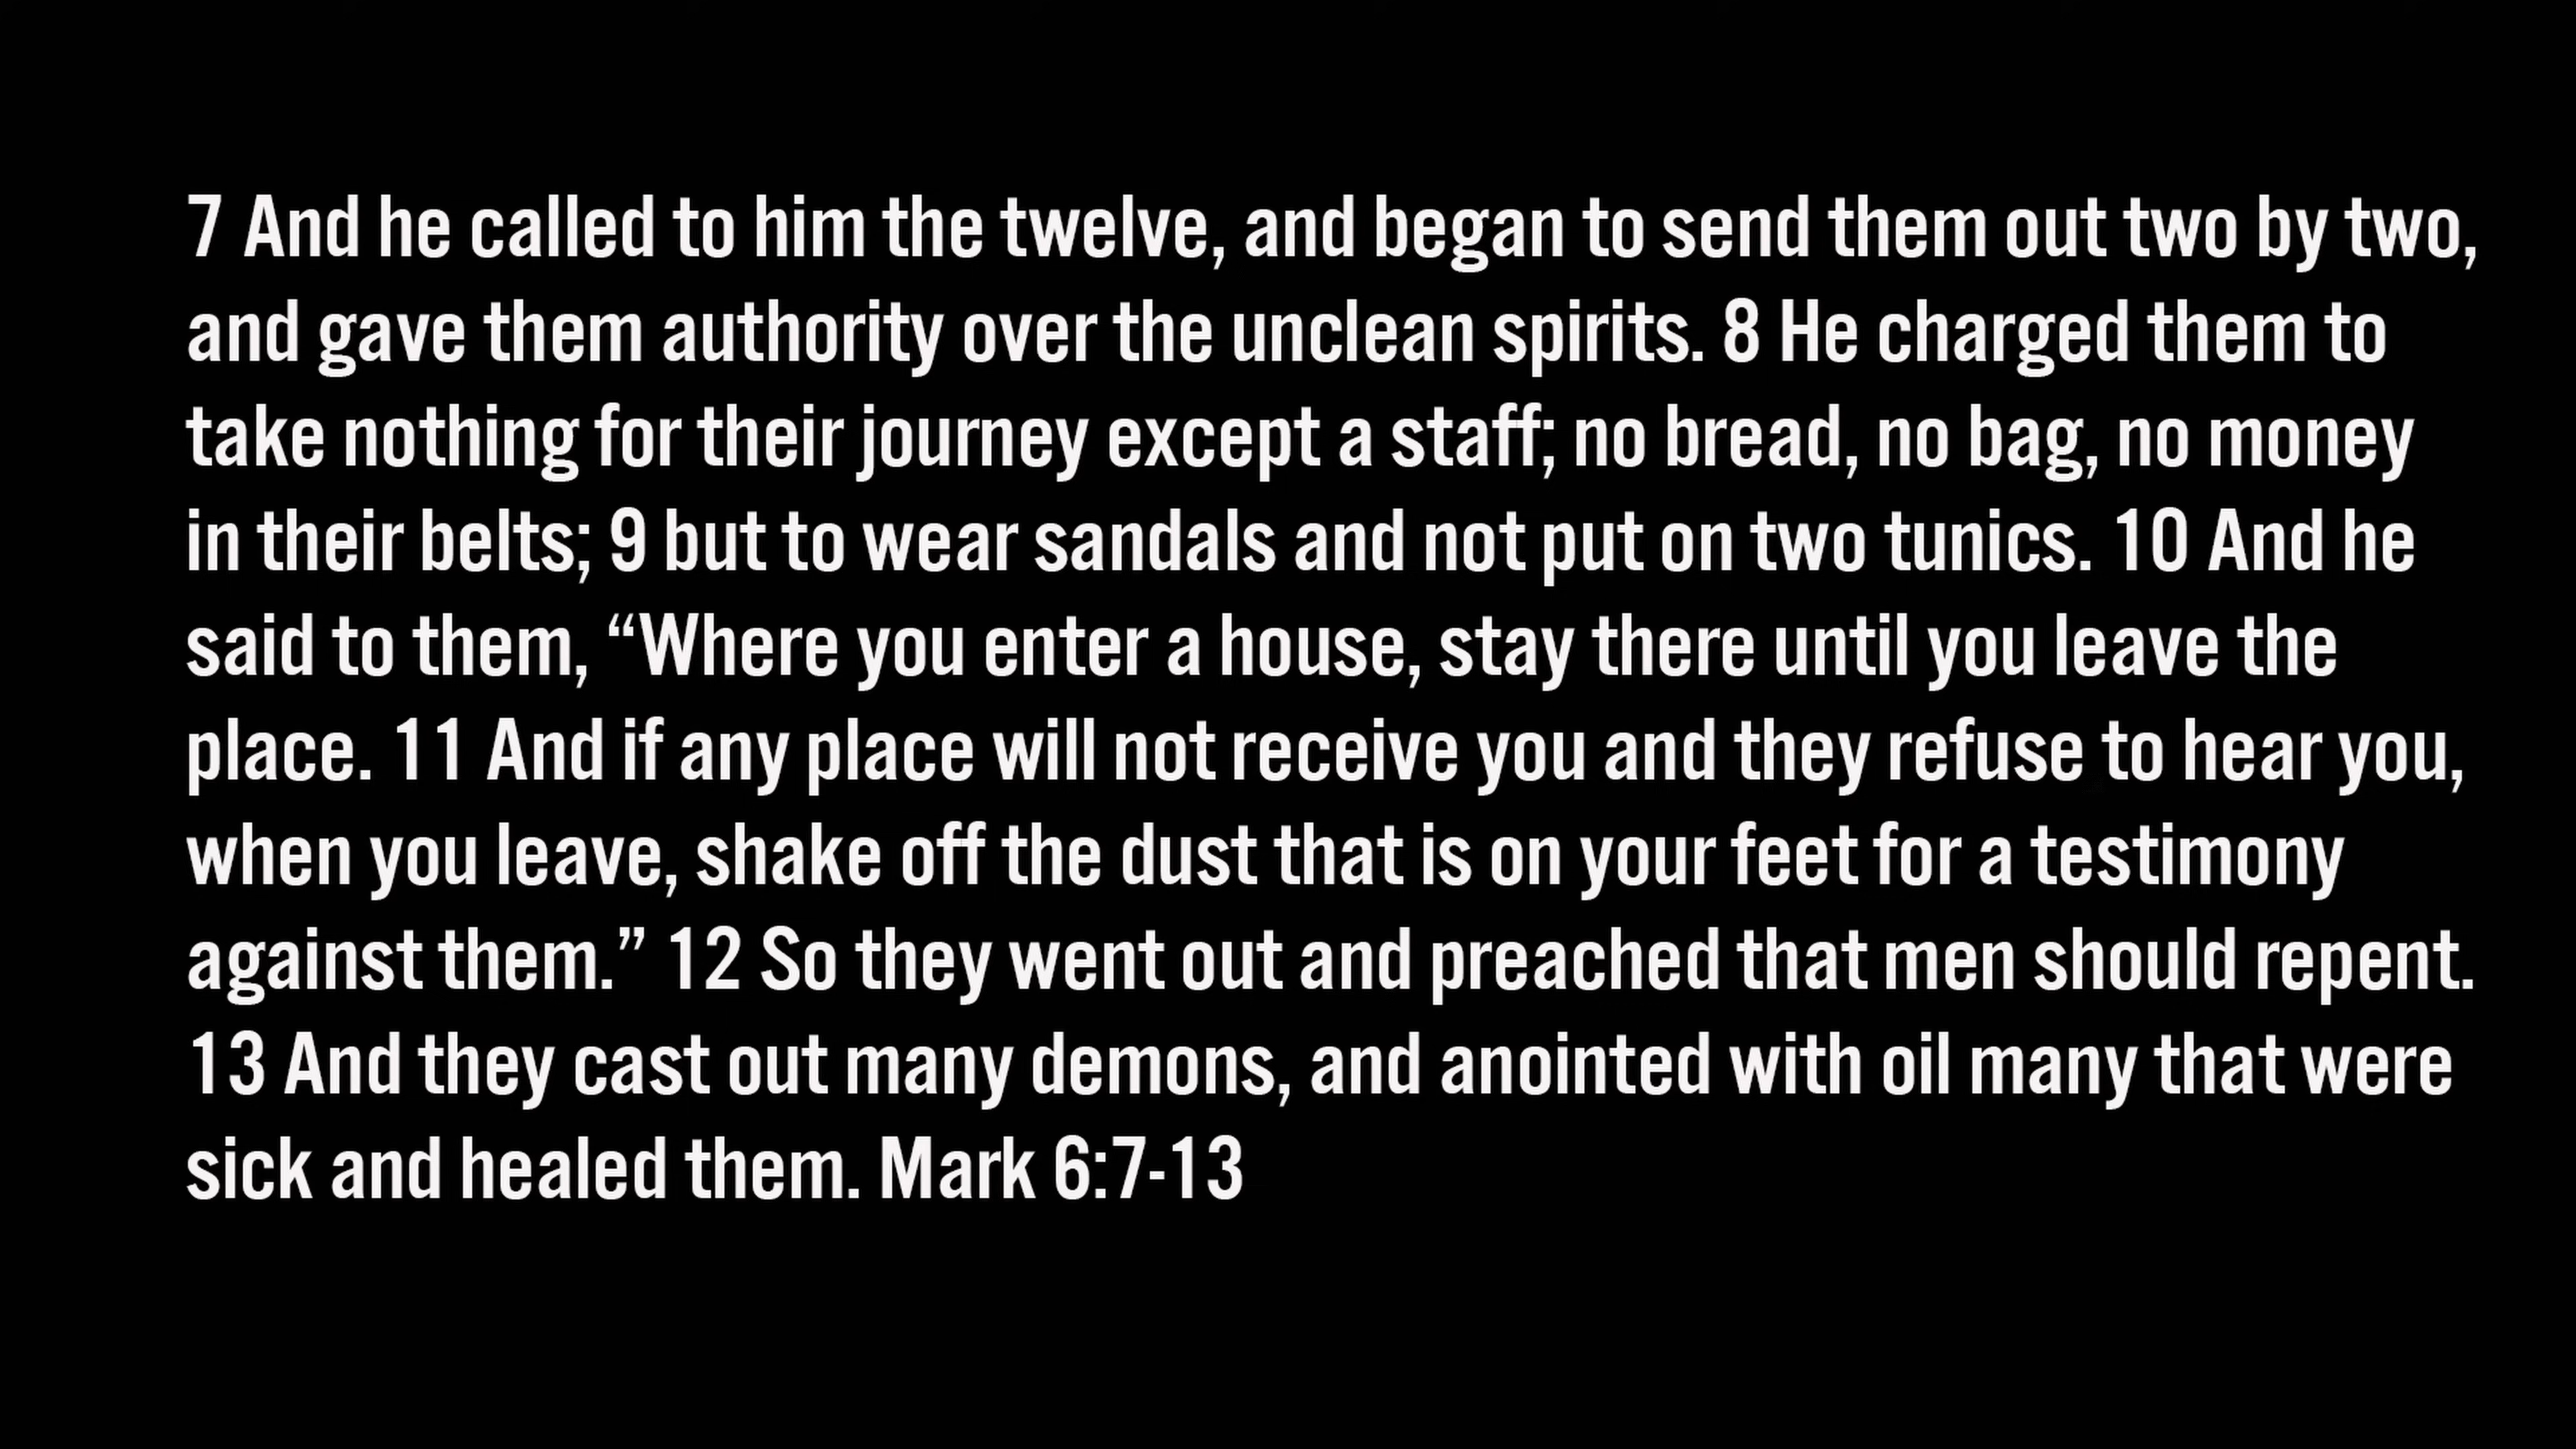 7 And he called to him the twelve, and began to send them out two by two,
and gave them authority over the unclean spirits. 8 He charged them to
take nothing for their journey except a staff; no bread, no bag, no money
in their belts; 9 but to wear sandals and not put on two tunics. 10 And he
said to them, “Where you enter a house, stay there until you leave the
place. 11 And if any place will not receive you and they refuse to hear you,
when you leave, shake off the dust that is on your feet for a testimony
against them.” 12 So they went out and preached that men should repent.
13 And they cast out many demons, and anointed with oil many that were
sick and healed them. Mark 6:7-13